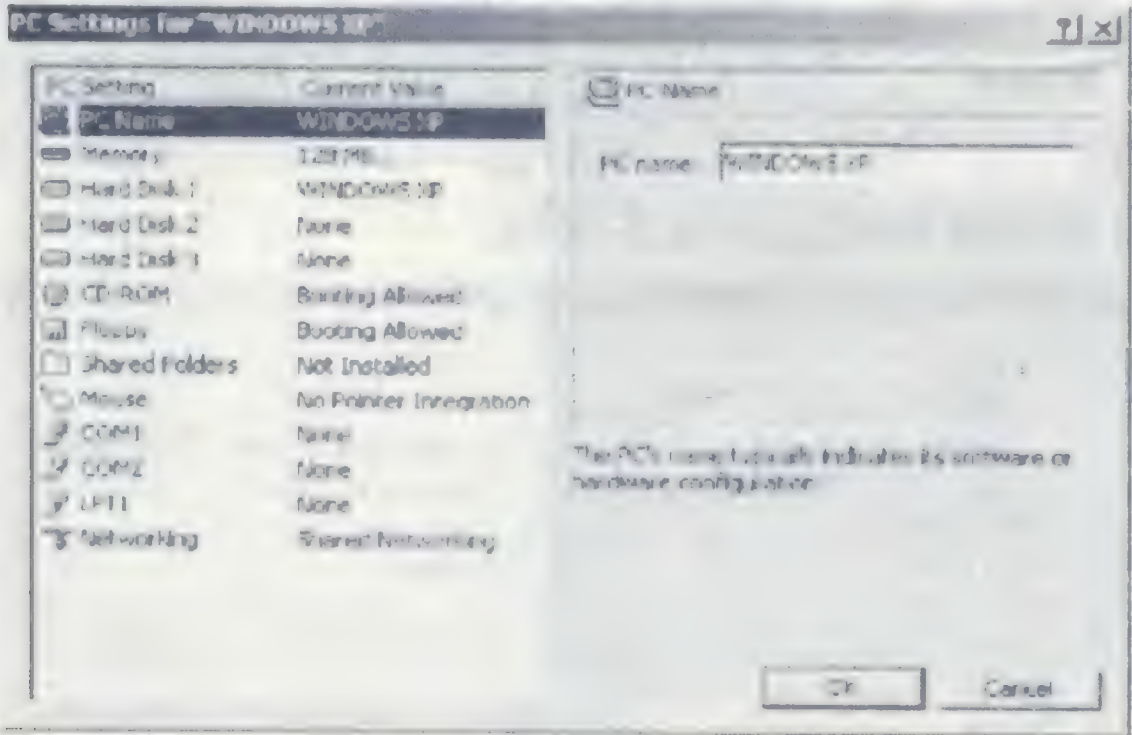 PC Settings for "WINDOWS XP"
PC Setting Current Value
PC Name WINDOWS XP
Memory 128 MB
Hard Disk 1 WINDOWS XP
Hard Disk 2 None
Hard Disk 3 None
CD-ROM Booting Allowed
Floppy Booting Allowed
Shared Folders Not Installed
Mouse No Pointer Integration
COM1 None
COM2 None
LPT1 None
Networking Shared Networking
PC Name
PC name WINDOWS XP
The PC's name typically indicates its software or
hardware configuration
OK Cancel